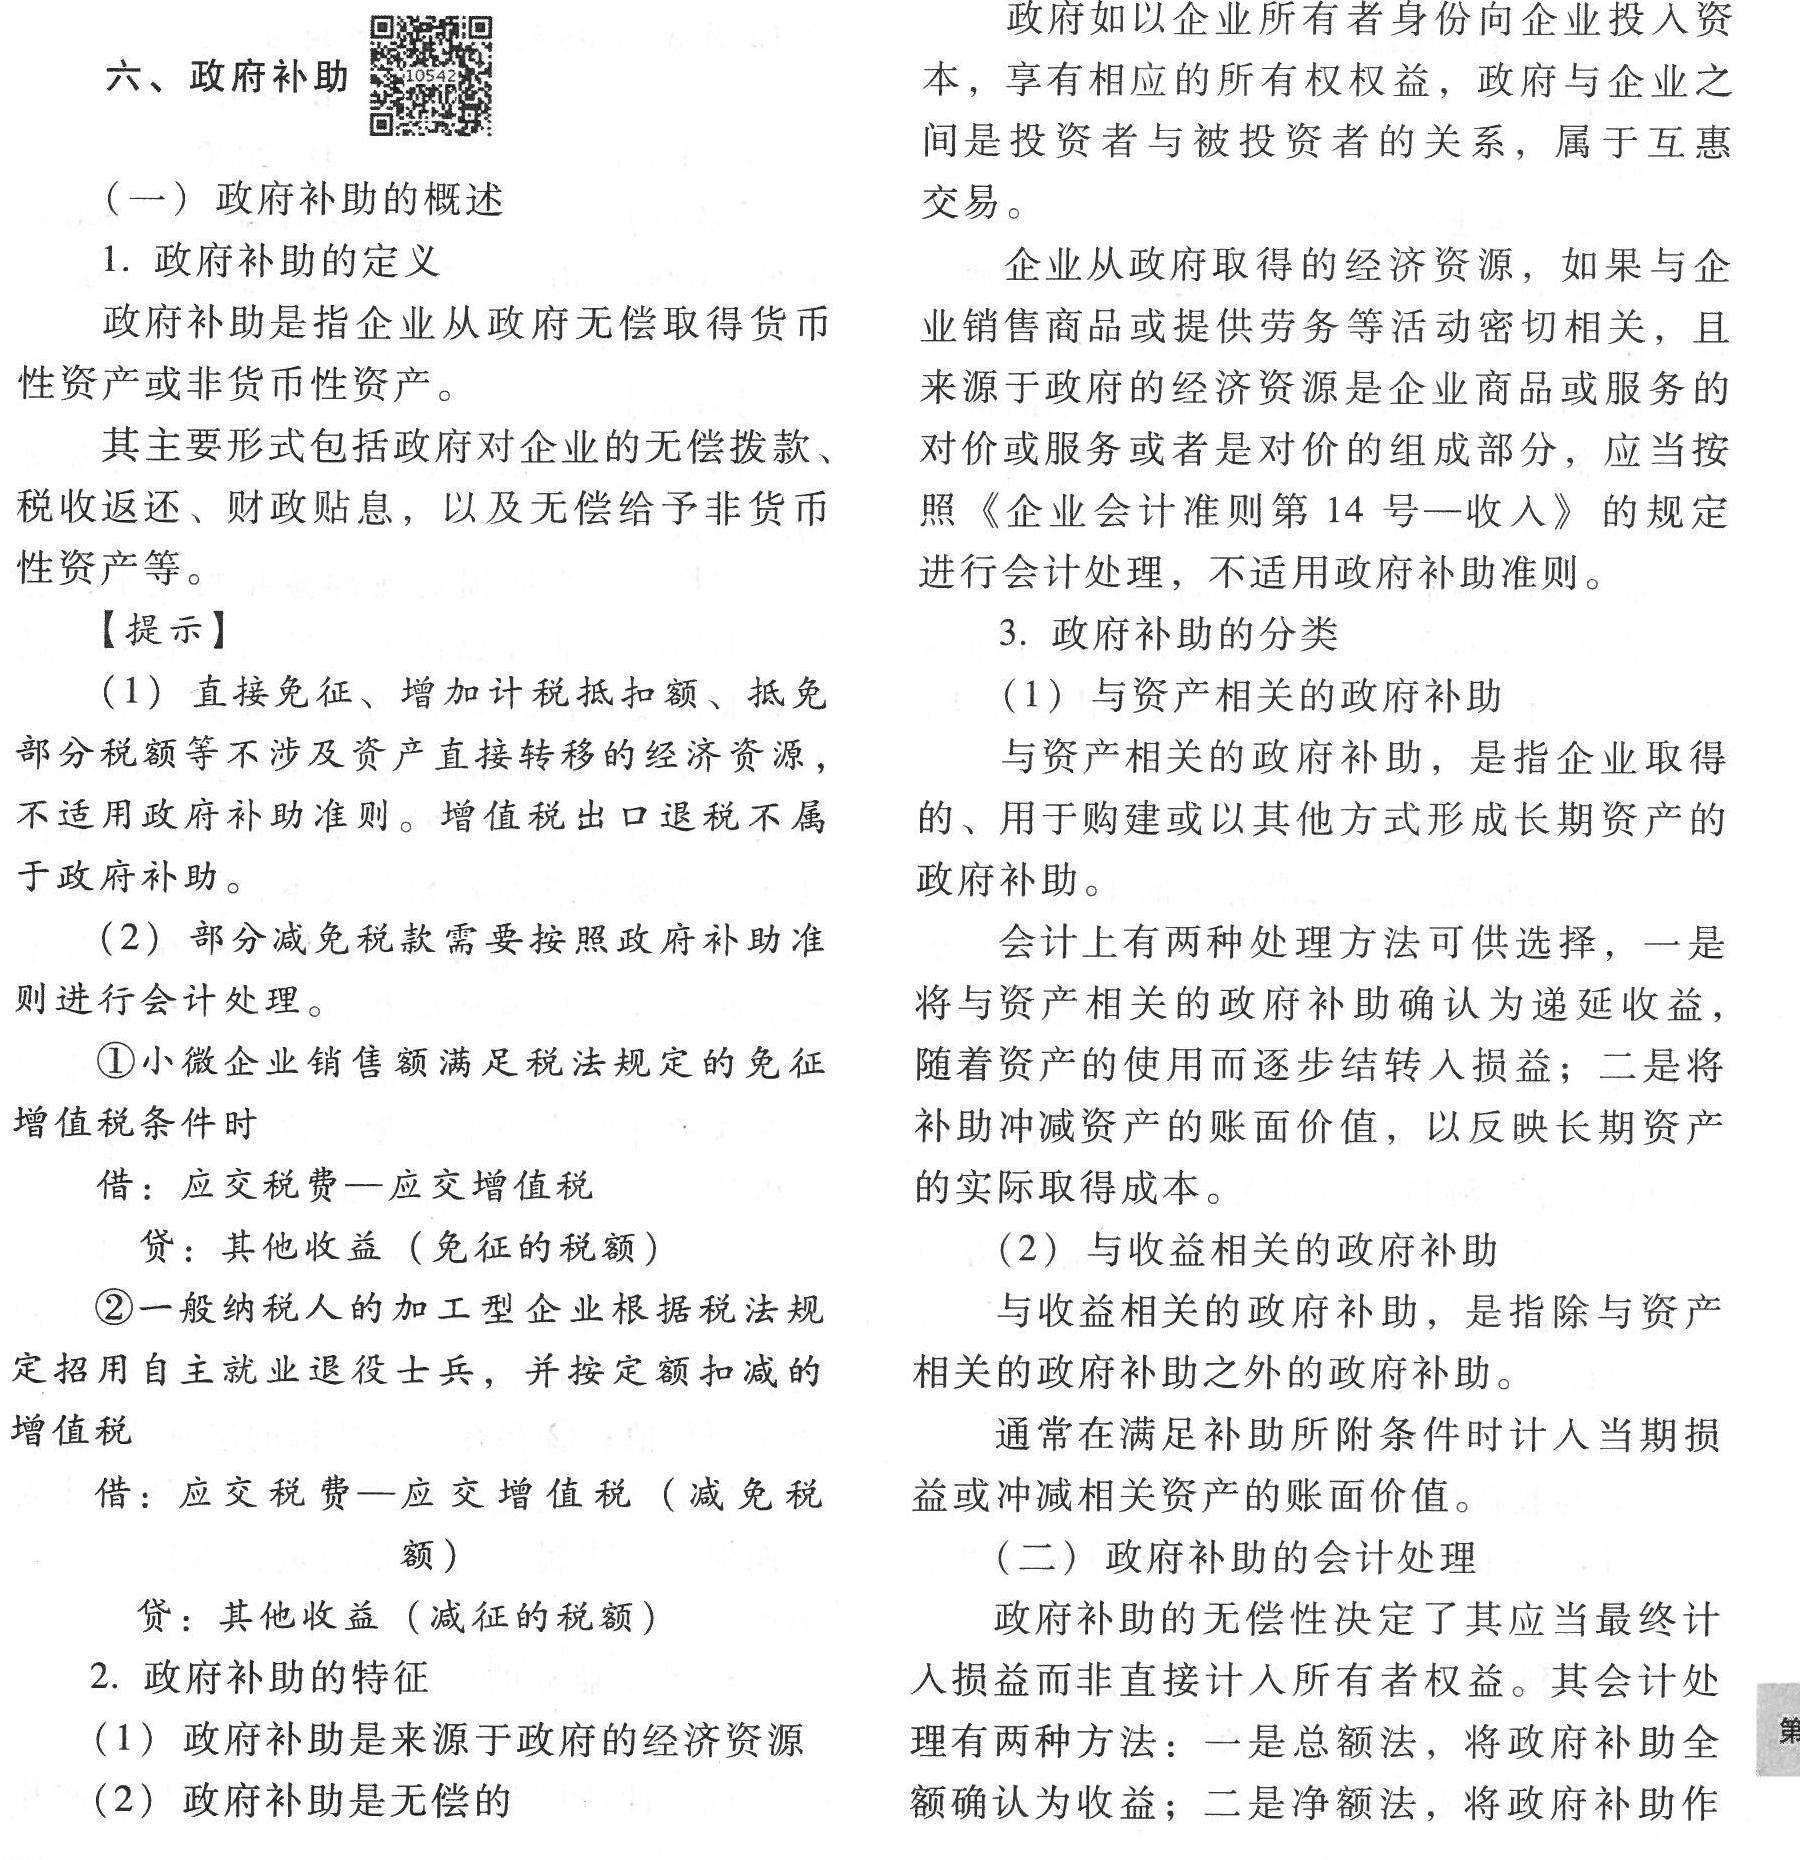 六、政府补助
10542
（一）政府补助的概述
1. 政府补助的定义
政府补助是指企业从政府无偿取得货币
性资产或非货币性资产。
其主要形式包括政府对企业的无偿拨款、
税收返还、财政贴息，以及无偿给予非货币
性资产等。
【提示】
（1）直接免征、增加计税抵扣额、抵免
部分税额等不涉及资产直接转移的经济资源，
不适用政府补助准则。增值税出口退税不属
于政府补助。
（2）部分减免税款需要按照政府补助准
则进行会计处理。
①小微企业销售额满足税法规定的免征
增值税条件时
借：应交税费—应交增值税
贷：其他收益（免征的税额）
②一般纳税人的加工型企业根据税法规
定招用自主就业退役士兵，并按定额扣减的
增值税
借：应交税费—应交增值税（减免税
额）
贷：其他收益（减征的税额）
2. 政府补助的特征
（1）政府补助是来源于政府的经济资源
（2）政府补助是无偿的
政府如以企业所有者身份向企业投入资
本，享有相应的所有权权益，政府与企业之
间是投资者与被投资者的关系，属于互惠
交易。
企业从政府取得的经济资源，如果与企
业销售商品或提供劳务等活动密切相关，且
来源于政府的经济资源是企业商品或服务的
对价或服务或者是对价的组成部分，应当按
照《企业会计准则第 14 号—收入》的规定
进行会计处理，不适用政府补助准则。
3. 政府补助的分类
（1）与资产相关的政府补助
与资产相关的政府补助，是指企业取得
的、用于购建或以其他方式形成长期资产的
政府补助。
会计上有两种处理方法可供选择，一是
将与资产相关的政府补助确认为递延收益，
随着资产的使用而逐步结转入损益；二是将
补助冲减资产的账面价值，以反映长期资产
的实际取得成本。
（2）与收益相关的政府补助
与收益相关的政府补助，是指除与资产
相关的政府补助之外的政府补助。
通常在满足补助所附条件时计入当期损
益或冲减相关资产的账面价值。
（二）政府补助的会计处理
政府补助的无偿性决定了其应当最终计
入损益而非直接计入所有者权益。其会计处
理有两种方法：一是总额法，将政府补助全
额确认为收益；二是净额法，将政府补助作
第